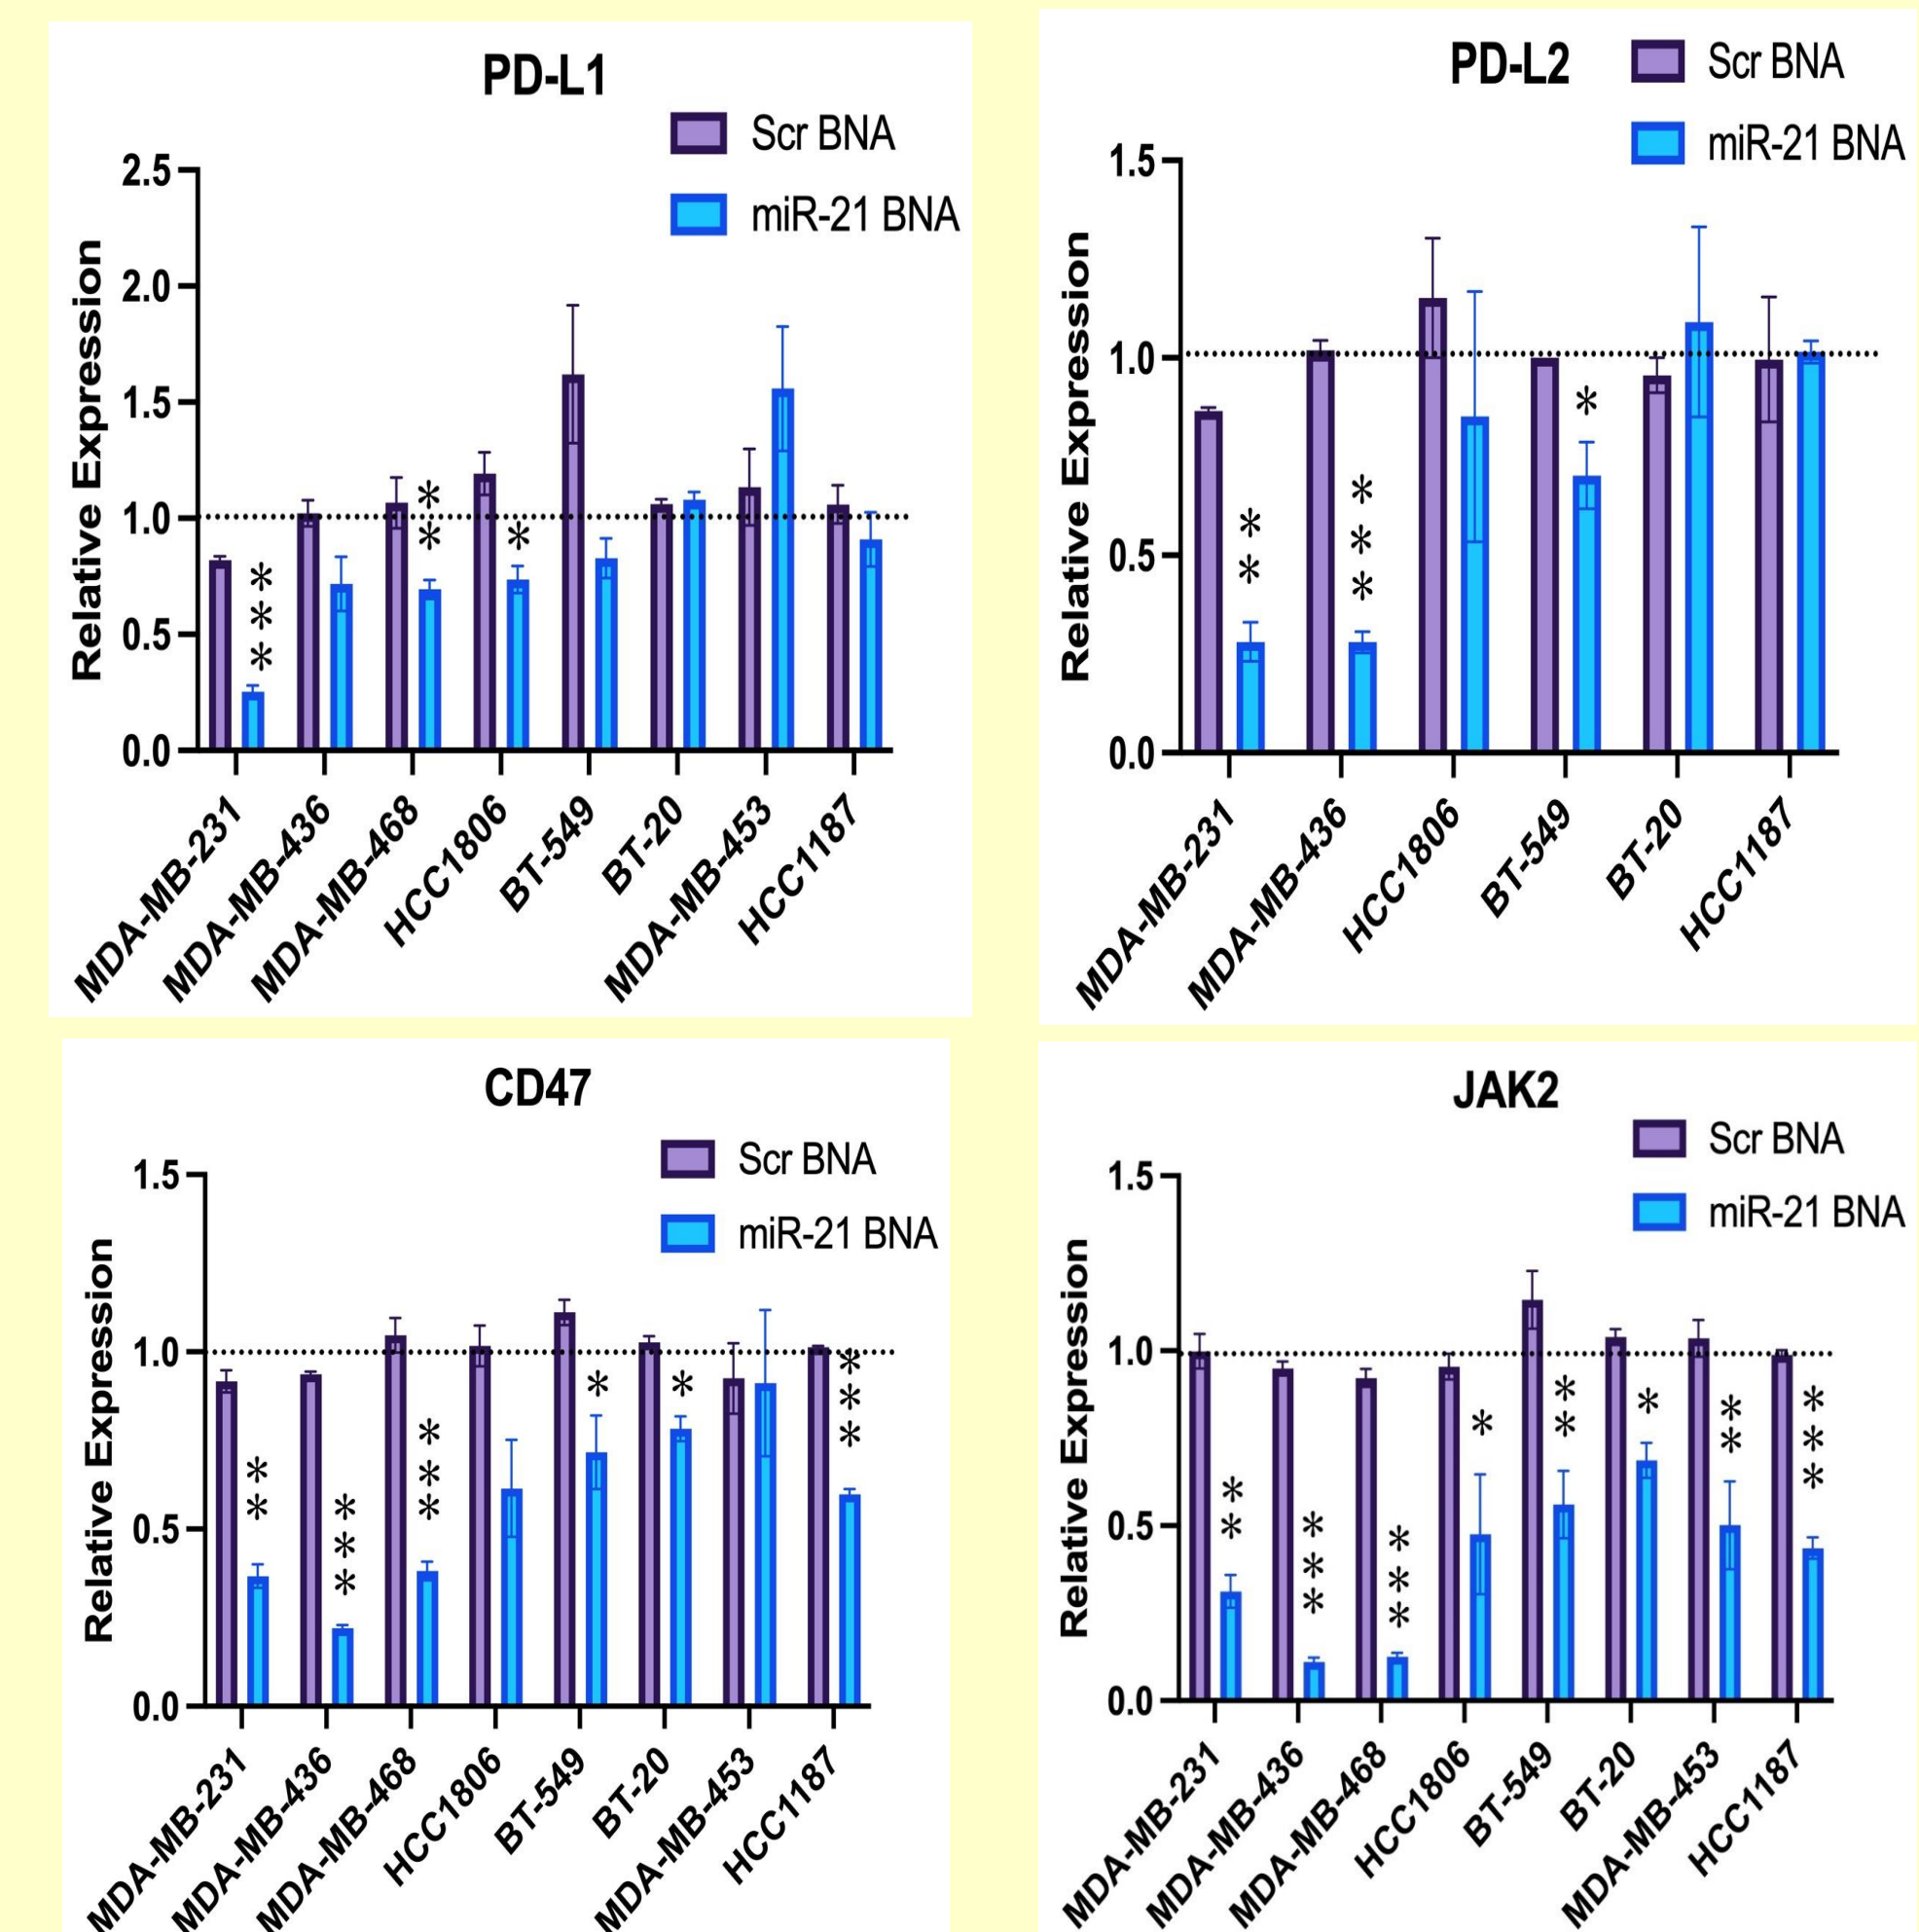 PD-L1
Scr BNA
miR-21 BNA
Relative Expression
2.5
2.0
1.5
1.0
0.5
0.0
***
**
*
MDA-MB-231
MDA-MB-436
MDA-MB-468
HCC1806
BT-549
BT-20
MDA-MB-453
HCC1187
PD-L2
Scr BNA
miR-21 BNA
Relative Expression
1.5
1.0
0.5
0.0
**
***
*
MDA-MB-231
MDA-MB-436
HCC1806
BT-549
BT-20
HCC1187
CD47
Scr BNA
miR-21 BNA
Relative Expression
1.5
1.0
0.5
0.0
**
***
***
*
*
***
MDA-MB-231
MDA-MB-436
MDA-MB-468
HCC1806
BT-549
BT-20
MDA-MB-453
HCC1187
JAK2
Scr BNA
miR-21 BNA
Relative Expression
1.5
1.0
0.5
0.0
**
***
***
*
**
*
**
***
MDA-MB-231
MDA-MB-436
MDA-MB-468
HCC1806
BT-549
BT-20
MDA-MB-453
HCC1187